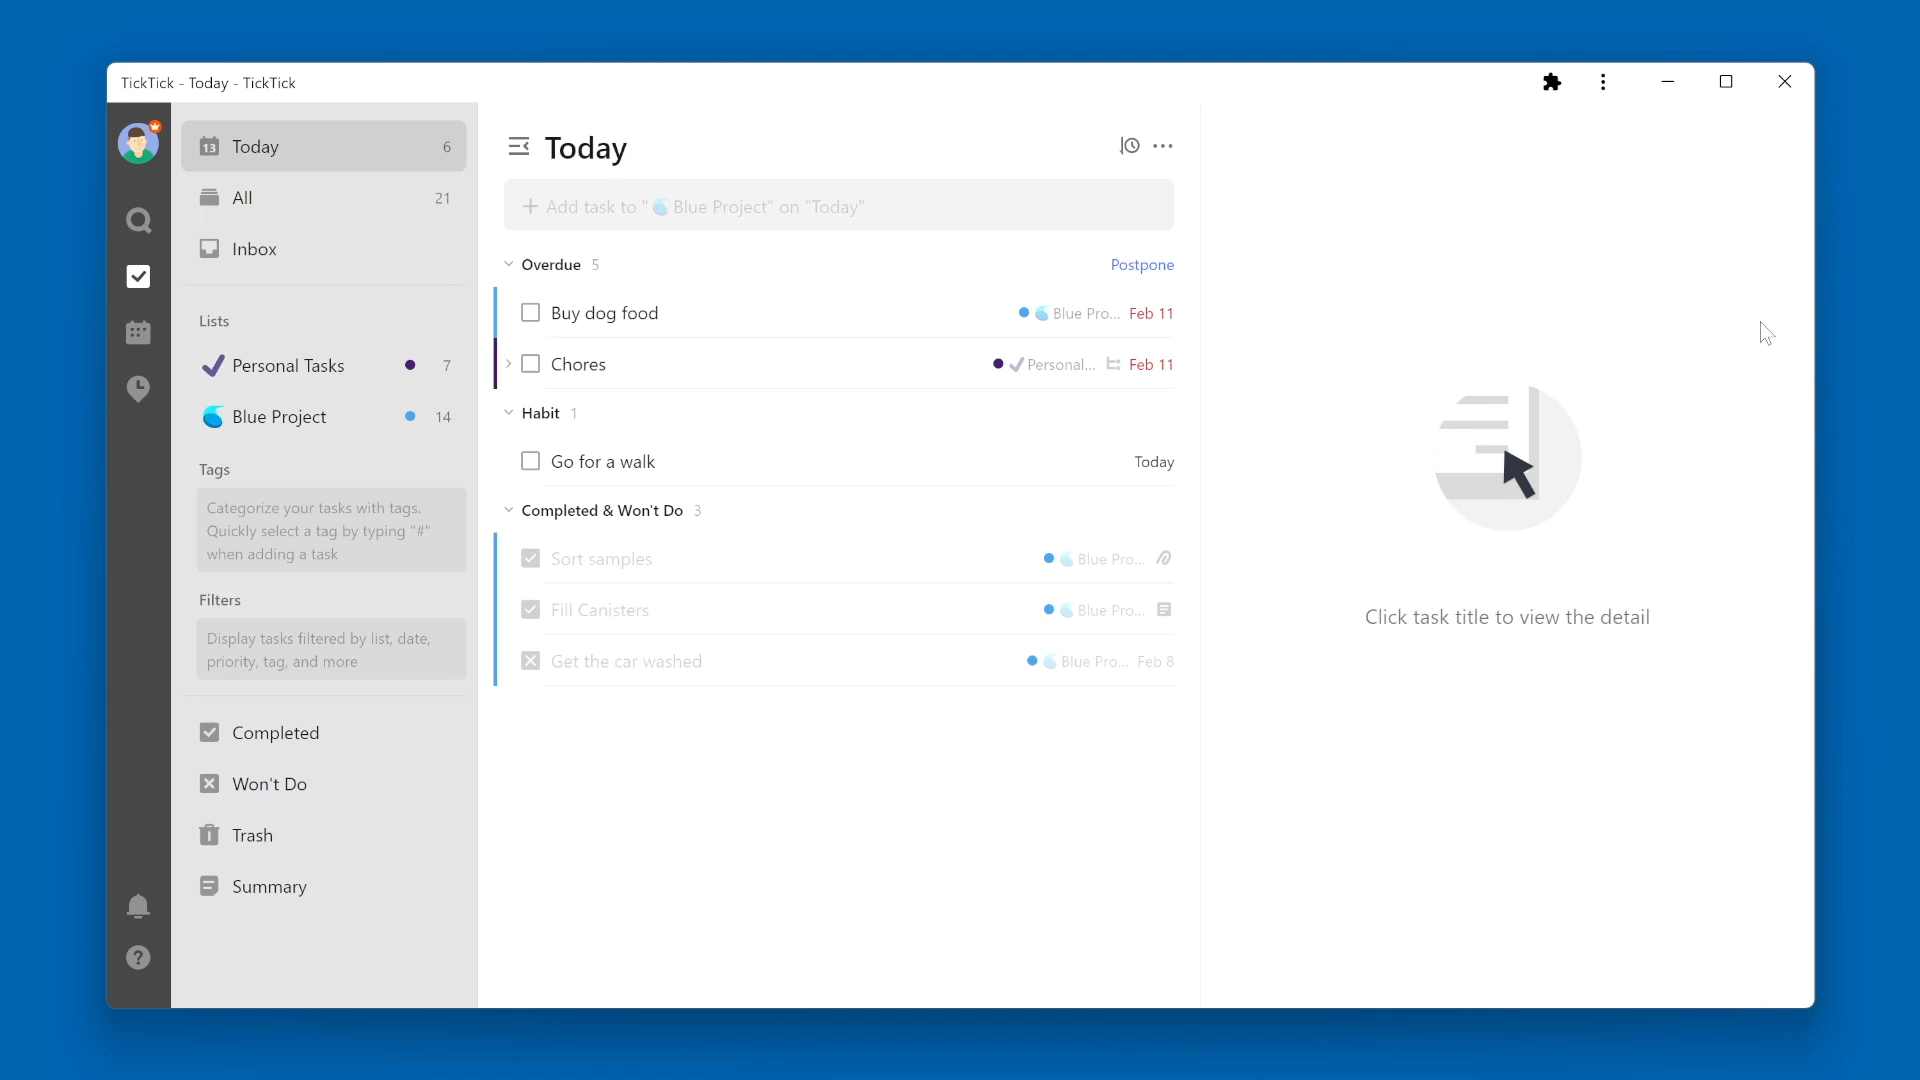 TickTick - Today - TickTick
13 Today 6
All 21
Inbox
Lists
Personal Tasks 7
Blue Project 14
Tags
Categorize your tasks with tags.
Quickly select a tag by typing "#"
when adding a task
Filters
Display tasks filtered by list, date,
priority, tag, and more
Completed
Won't Do
Trash
Summary
Today
+ Add task to "Blue Project" on "Today"
Overdue 5 Postpone
Buy dog food Blue Pro... Feb 11
Chores Personal... Feb 11
Habit 1
Go for a walk Today
Completed & Won't Do 3
Sort samples Blue Pro...
Fill Canisters Blue Pro...
Get the car washed Blue Pro... Feb 8
Click task title to view the detail